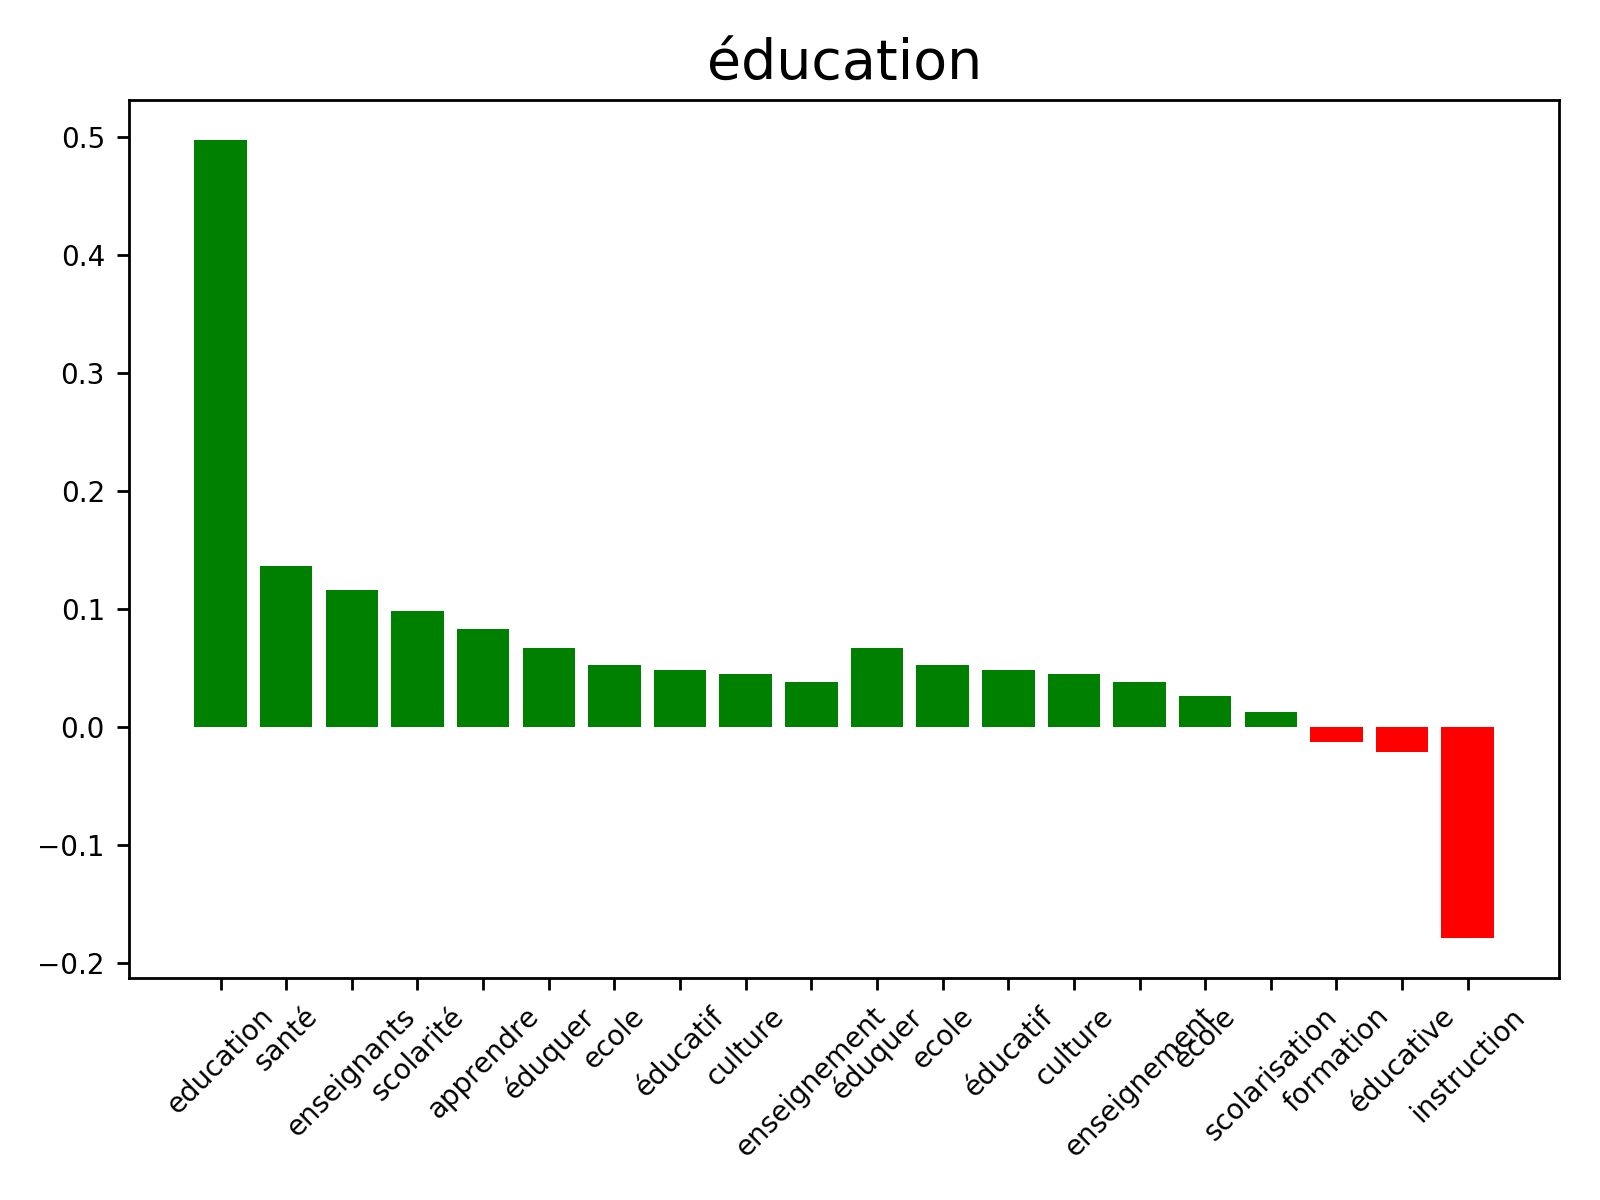 éducation
0.5
0.4
0.3
0.2
0.1
0.0
−0.1
−0.2
education
santé
enseignants
scolarité
apprendre
éduquer
ecole
éducatif
culture
enseignement
éduquer
ecole
éducatif
culture
enseignement
école
scolarisation
formation
éducative
instruction